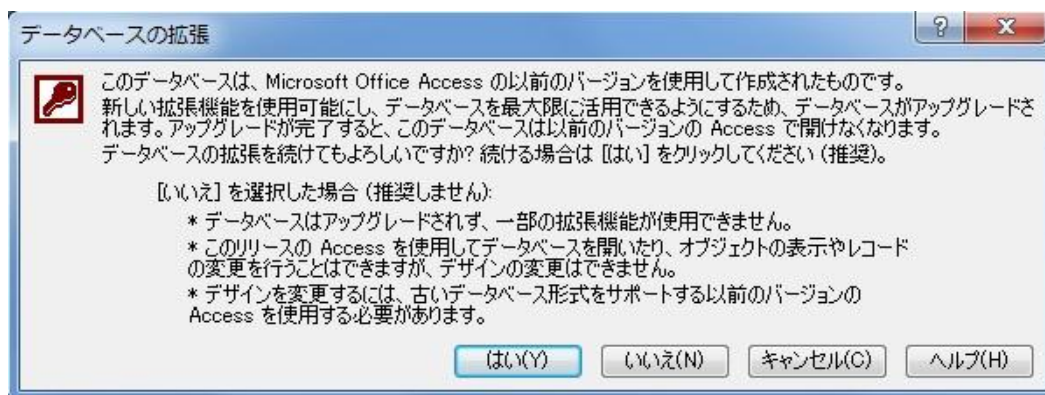 データベースの拡張
このデータベースは、Microsoft Office Access の以前のバージョンを使用して作成されたものです。
新しい拡張機能を使用可能にし、データベースを最大限に活用できるようにするため、データベースがアップグレードさ
れます。アップグレードが完了すると、このデータベースは以前のバージョンの Access で開けなくなります。
データベースの拡張を続けてもよろしいですか? 続ける場合は [はい] をクリックしてください (推奨)。
[いいえ] を選択した場合 (推奨しません):
* データベースはアップグレードされず、一部の拡張機能が使用できません。
* このリリースの Access を使用してデータベースを開いたり、オブジェクトの表示やレコード
の変更を行うことはできますが、デザインの変更はできません。
* デザインを変更するには、古いデータベース形式をサポートする以前のバージョンの
Access を使用する必要があります。
はい(Y) いいえ(N) キャンセル(C) ヘルプ(H)